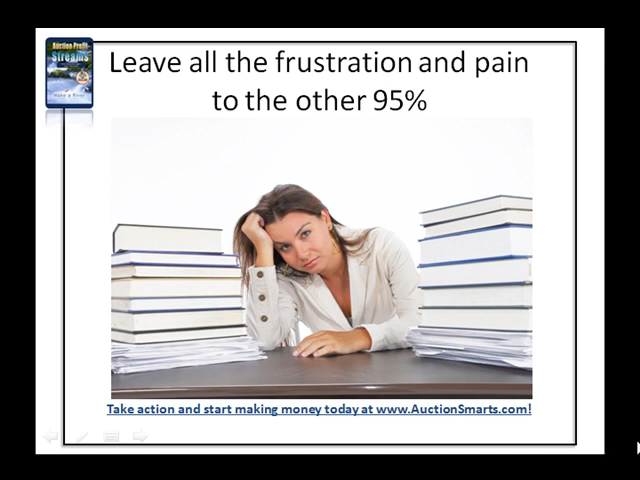 Auction Profit
Streams
Leave all the frustration and pain
to the other 95%
Take action and start making money today at www.AuctionSmarts.com!